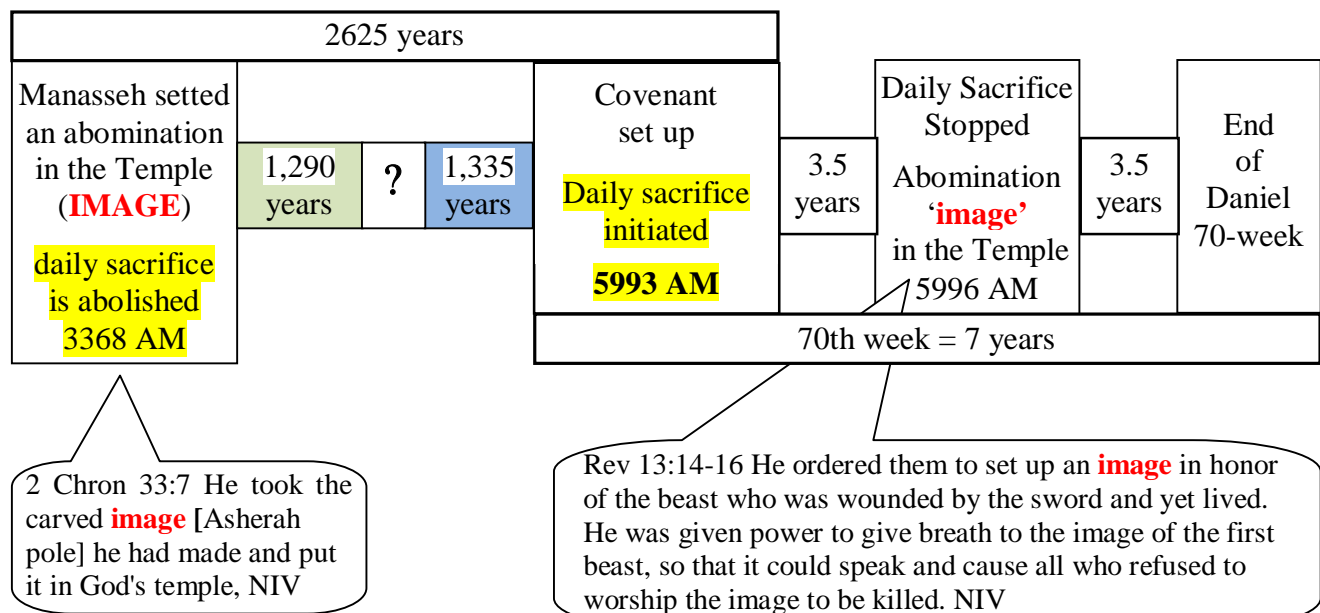 2625 years
Manasseh setted
an abomination
in the Temple
(IMAGE)
daily sacrifice
is abolished
3368 AM
1,290
years
?
1,335
years
Covenant
set up
Daily sacrifice
initiated
5993 AM
3.5
years
Daily Sacrifice
Stopped
Abomination
‘image’
in the Temple
5996 AM
3.5
years
End
of
Daniel
70-week
70th week = 7 years
2 Chron 33:7 He took the
carved image [Asherah
pole] he had made and put
it in God's temple, NIV
Rev 13:14-16 He ordered them to set up an image in honor
of the beast who was wounded by the sword and yet lived.
He was given power to give breath to the image of the first
beast, so that it could speak and cause all who refused to
worship the image to be killed. NIV